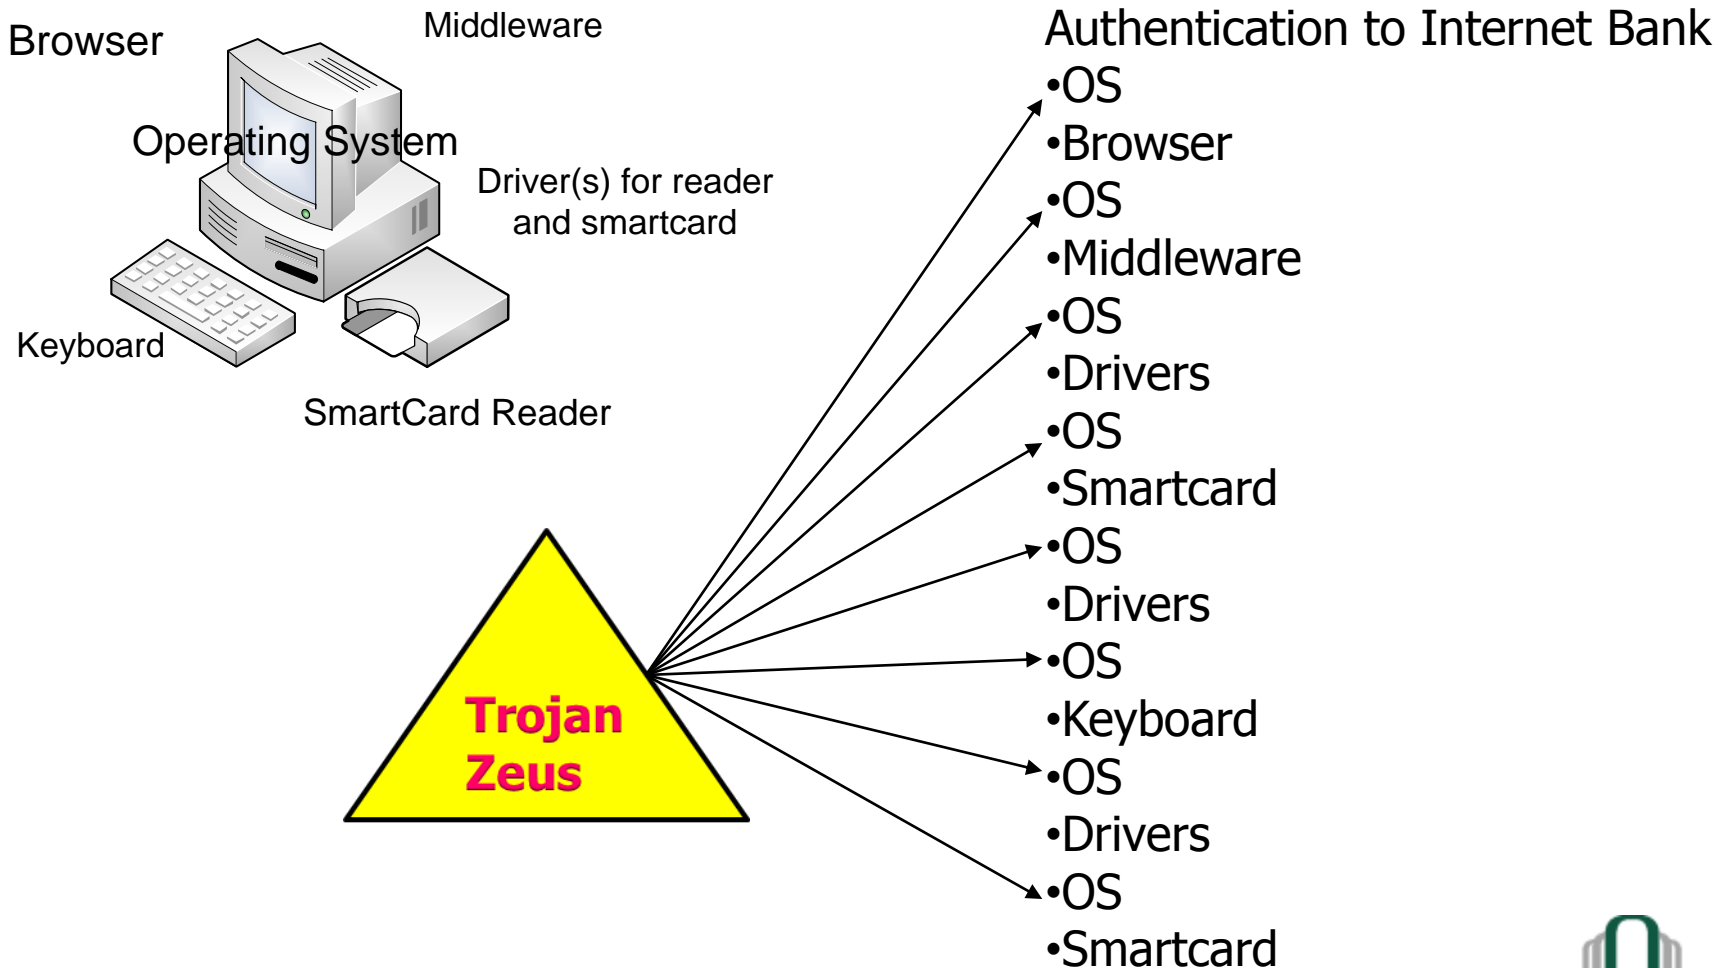 Browser
Middleware
Operating System
Driver(s) for reader
and smartcard
Keyboard
SmartCard Reader
Trojan
Zeus
Authentication to Internet Bank
•OS
•Browser
•OS
•Middleware
•OS
•Drivers
•OS
•Smartcard
•OS
•Drivers
•OS
•Keyboard
•OS
•Drivers
•OS
•Smartcard